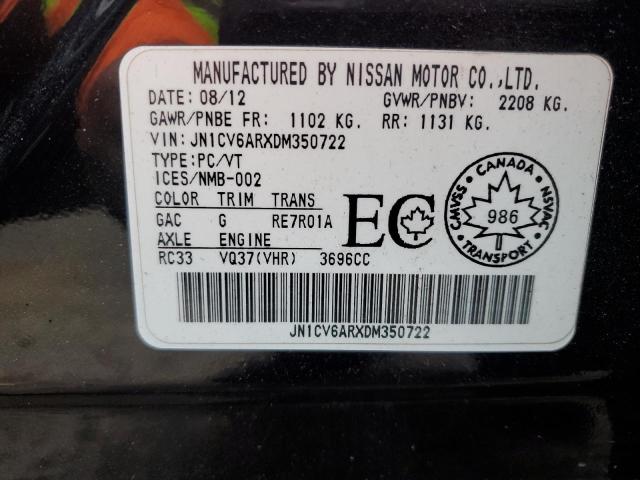 MANUFACTURED BY NISSAN MOTOR CO.,LTD.
DATE: 08/12 GVWR/PNBV: 2208 KG.
GAWR/PNBE FR: 1102 KG. RR: 1131 KG.
VIN: JN1CV6ARXDM350722
TYPE:PC/VT
ICES/NMB-002
COLOR TRIM TRANS
GAC G RE7R01A
AXLE ENGINE
RC33 VQ37(VHR) 3696CC
EC
CANADA
CMVSS 986 NSVAC
TRANSPORT
JN1CV6ARXDM350722